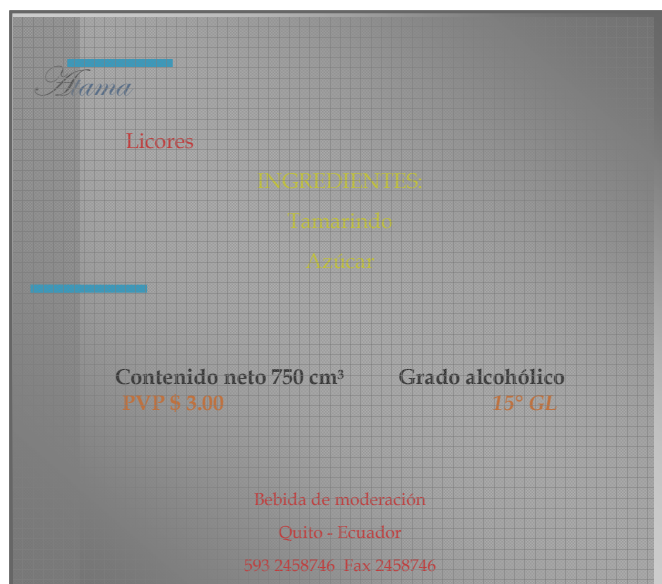 Atama
Licores
INGREDIENTES:
Tamarindo
Azúcar
Contenido neto 750 cm³ Grado alcohólico
PVP $ 3.00 15° GL
Bebida de moderación
Quito - Ecuador
593 2458746 Fax 2458746